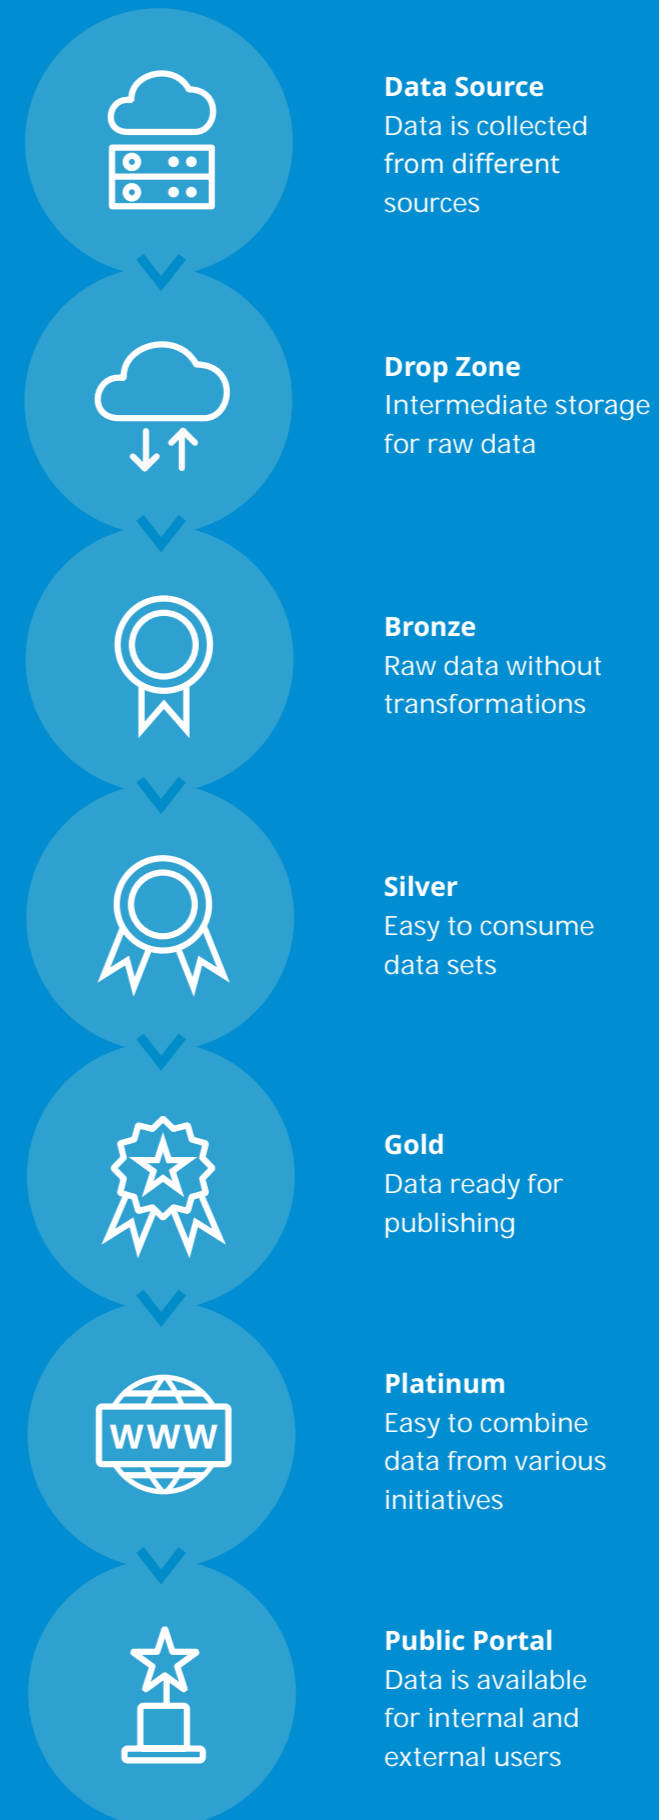 Data Source
Data is collected
from different
sources
Drop Zone
Intermediate storage
for raw data
Bronze
Raw data without
transformations
Silver
Easy to consume
data sets
Gold
Data ready for
publishing
WWW
Platinum
Easy to combine
data from various
initiatives
Public Portal
Data is available
for internal and
external users